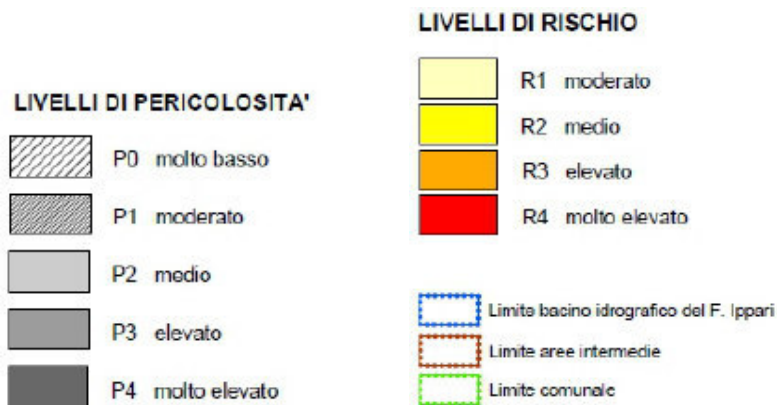 LIVELLI DI PERICOLOSITA'
P0 molto basso
P1 moderato
P2 medio
P3 elevato
P4 molto elevato
LIVELLI DI RISCHIO
R1 moderato
R2 medio
R3 elevato
R4 molto elevato
Limite bacino idrografico del F. Ippari
Limite aree intermedie
Limite comunale